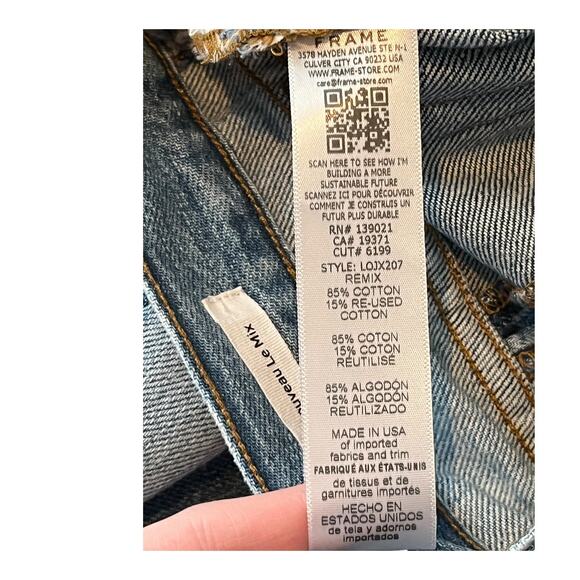 FRAME
3578 HAYDEN AVENUE STE N-1
CULVER CITY CA 90232 USA
WWW.FRAME-STORE.COM
care@frame-store.com
SCAN HERE TO SEE HOW I'M
BUILDING A MORE
SUSTAINABLE FUTURE
SCANNEZ ICI POUR DÉCOUVRIR
COMMENT JE CONSTRUIS UN
FUTUR PLUS DURABLE
RN# 139021
CA# 19371
CUT# 6199
STYLE: LOJX207
REMIX
85% COTTON
15% RE-USED
COTTON
85% COTON
15% COTON
RÉUTILISÉ
85% ALGODÓN
15% ALGODÓN
REUTILIZADO
MADE IN USA
of imported
fabrics and trim
FABRIQUÉ AUX ÉTATS-UNIS
de tissus et de
garnitures importés
HECHO EN
ESTADOS UNIDOS
de tela y adornos
importados
Le Mix